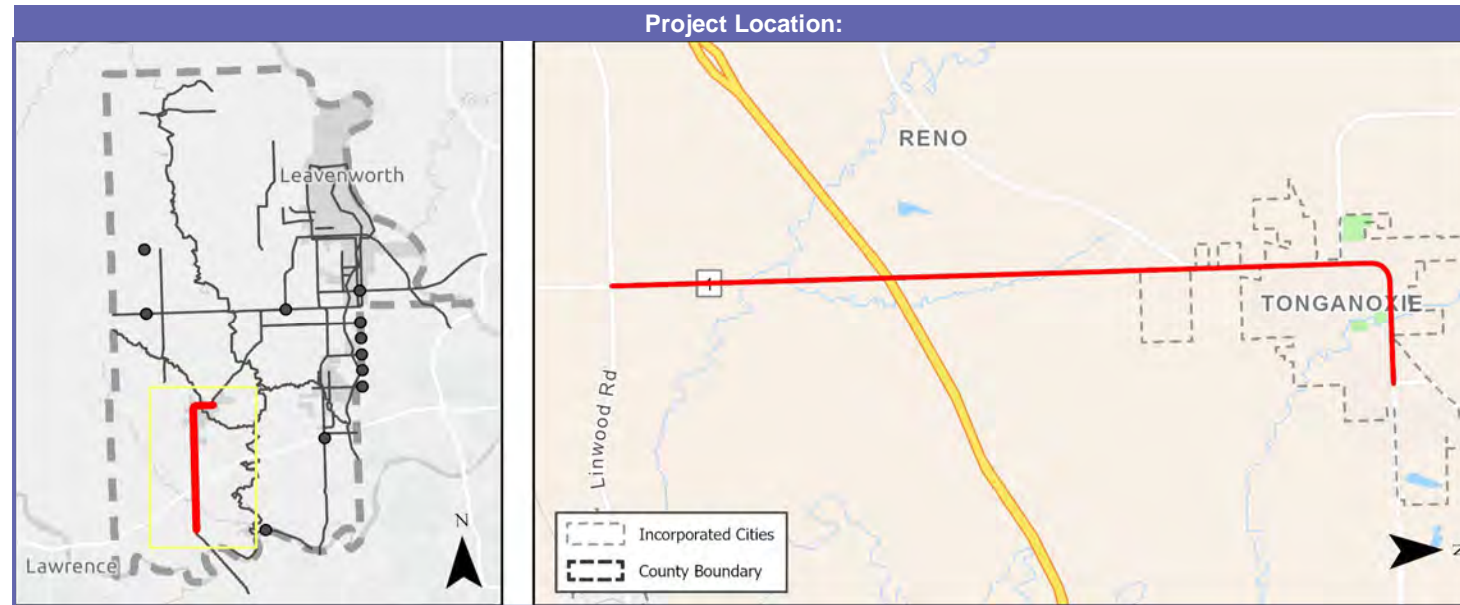 Project Location:
Leavenworth
Lawrence
N
RENO
1
TONGANOXIE
Linwood Rd
Incorporated Cities
County Boundary
N